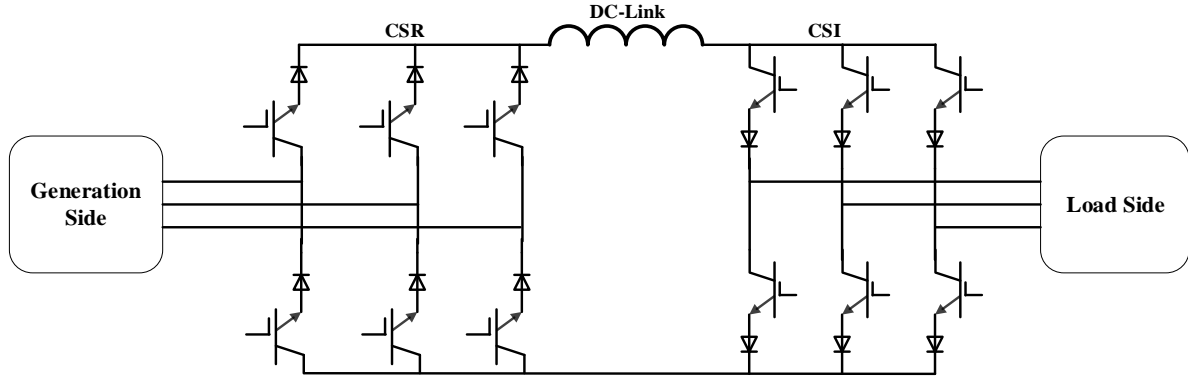 DC-Link
CSR
CSI
Generation
Side
Load Side